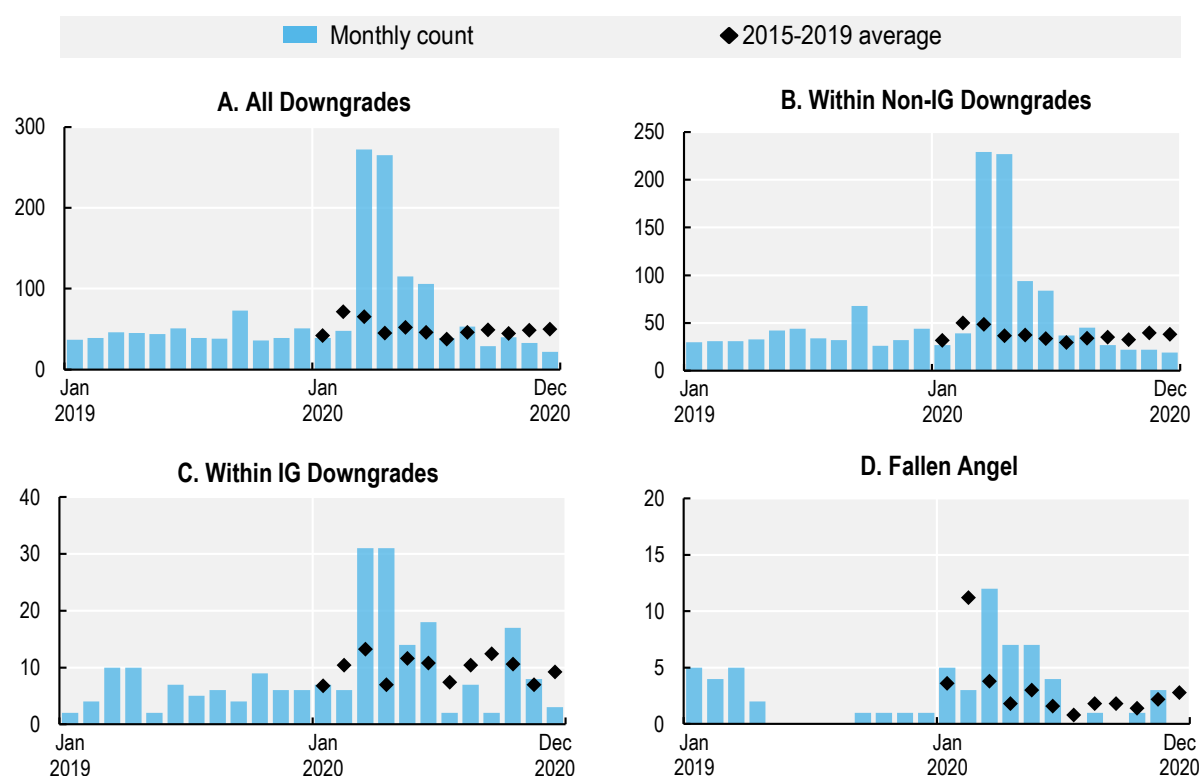 Monthly count
2015-2019 average
A. All Downgrades
300
200
100
0
Jan
2019
Jan
2020
Dec
2020
B. Within Non-IG Downgrades
250
200
150
100
50
0
Jan
2019
Jan
2020
Dec
2020
C. Within IG Downgrades
40
30
20
10
0
Jan
2019
Jan
2020
Dec
2020
D. Fallen Angel
20
15
10
5
0
Jan
2019
Jan
2020
Dec
2020